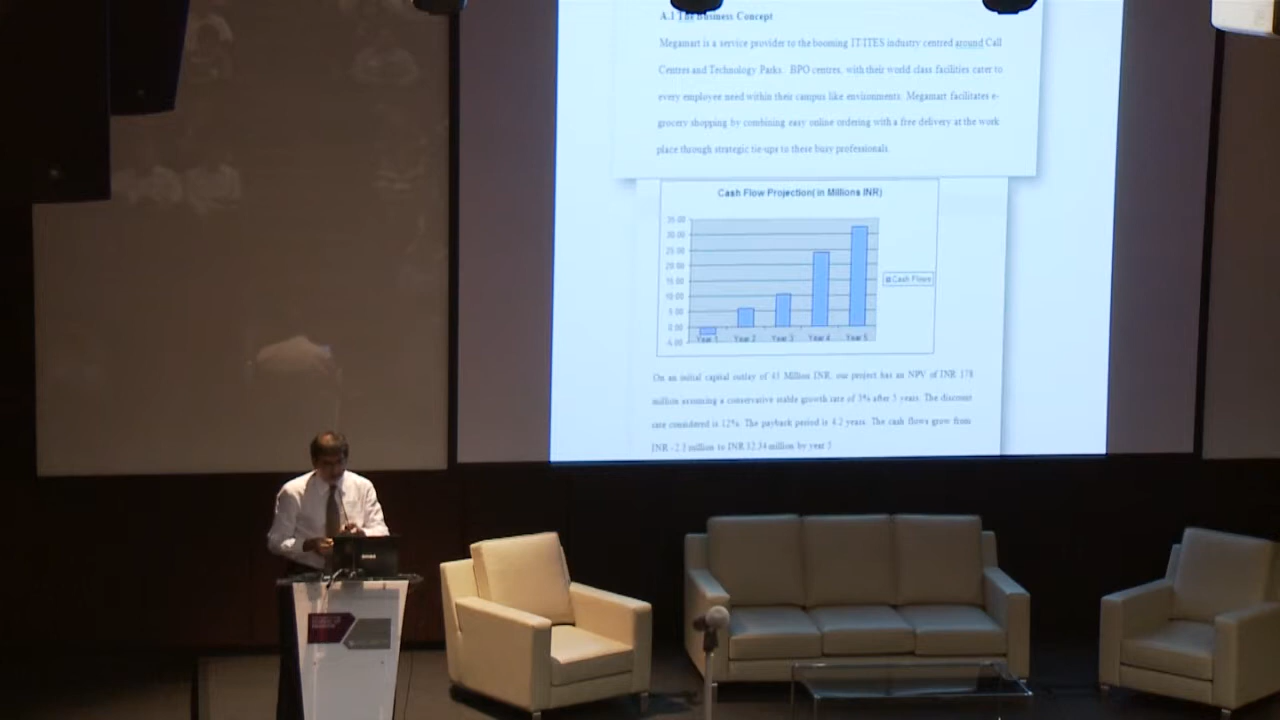 A.1 The Business Concept
Megamart is a service provider to the booming IT-ITES industry centred around Call
Centres and Technology Parks. BPO centres, with their world class facilities cater to
every employee need within their campus like environments. Megamart facilitates e-
grocery shopping by combining easy online ordering with a free delivery at the work
place through strategic tie-ups to these busy professionals.
Cash Flow Projection( in Millions INR)
35.00
30.00
25.00
20.00
15.00
10.00
5.00
0.00
-5.00
Year 1 Year 2 Year 3 Year 4 Year 5
Cash Flows
On an initial capital outlay of 43 Million INR, our project has an NPV of INR 178
million assuming a conservative stable growth rate of 3% after 5 years. The discount
rate considered is 12%. The payback period is 4.2 years. The cash flows grow from
INR -2.3 million to INR 32.34 million by year 5